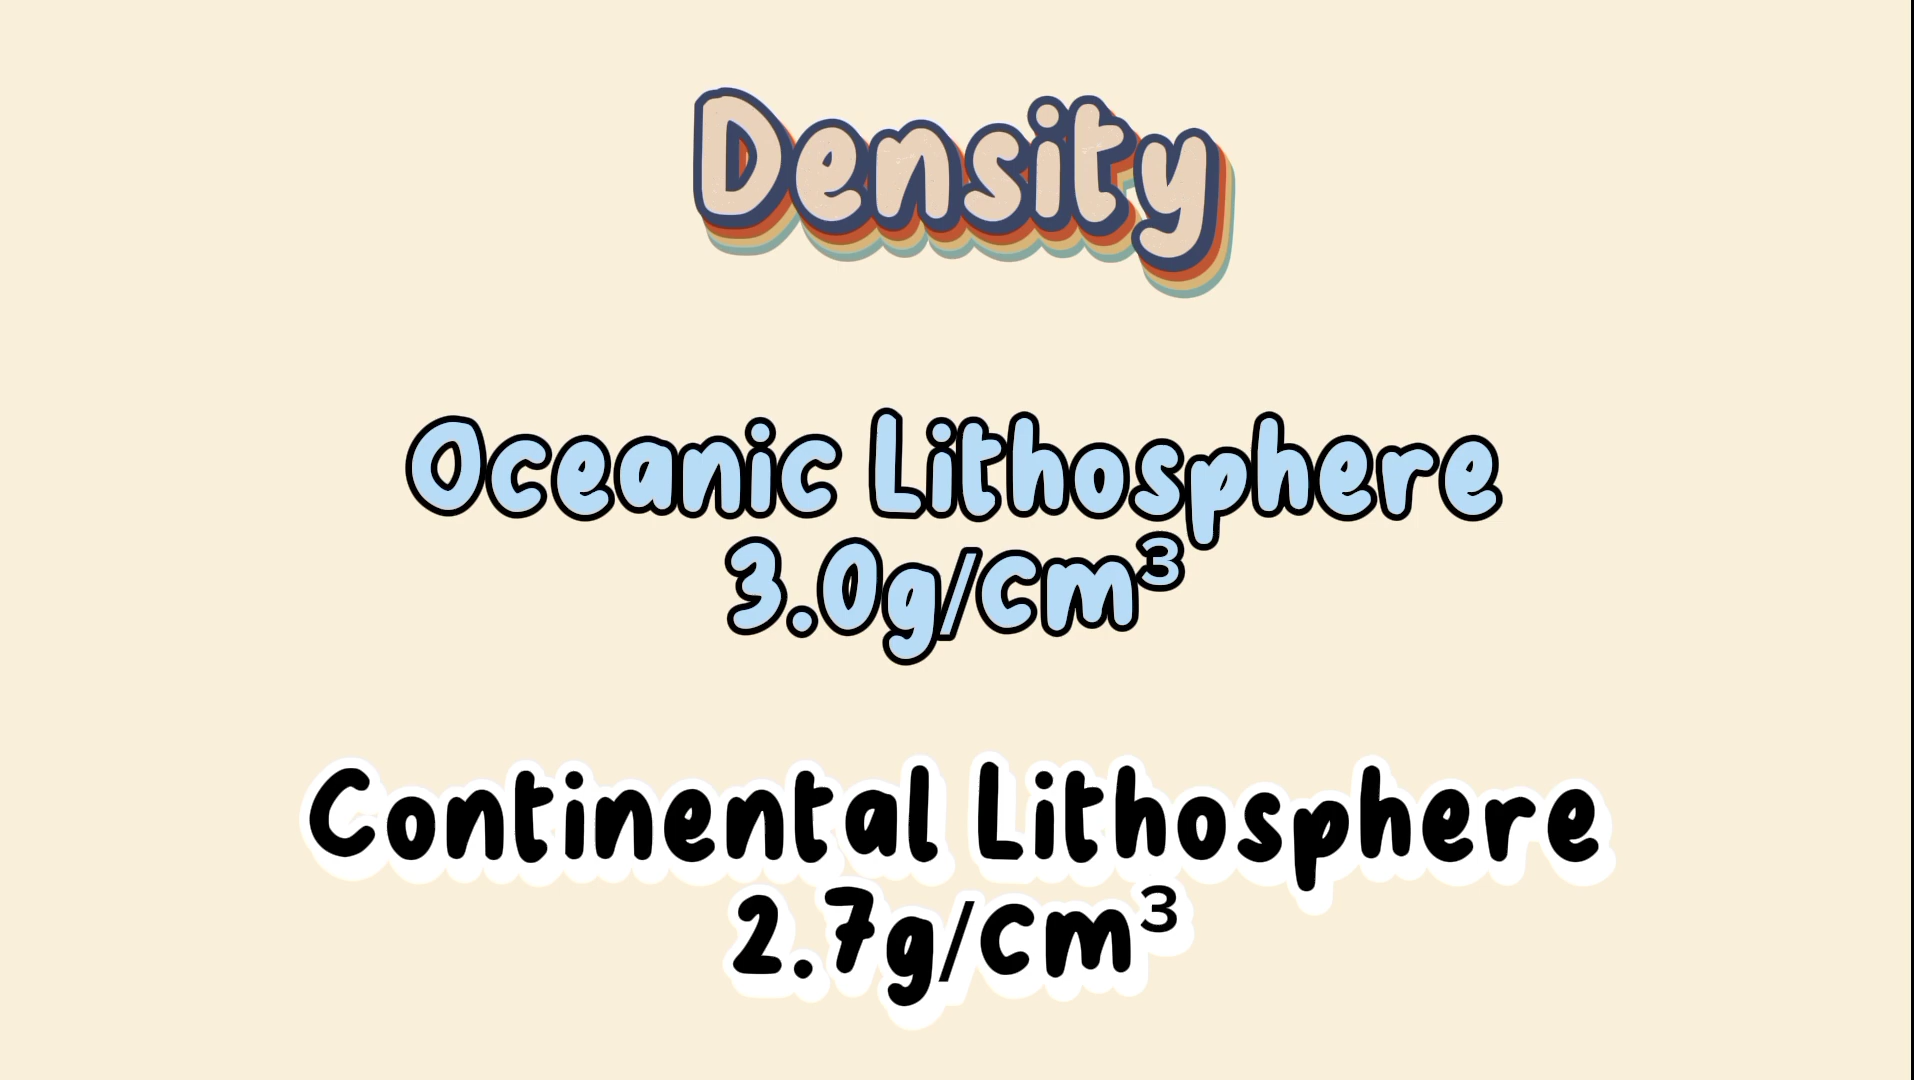 Density
Oceanic Lithosphere
3.0g/cm³
Continental Lithosphere
2.7g/cm³